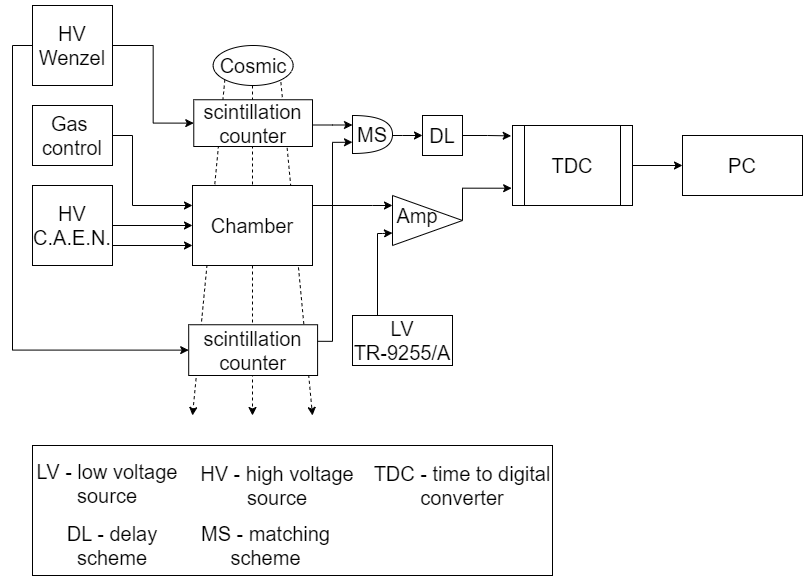 HV
Wenzel
Cosmic
scintillation
counter
MS
DL
Gas
control
TDC
PC
HV
C.A.E.N.
Chamber
Amp
LV
TR-9255/A
scintillation
counter
LV - low voltage
source
HV - high voltage
source
TDC - time to digital
converter
DL - delay
scheme
MS - matching
scheme